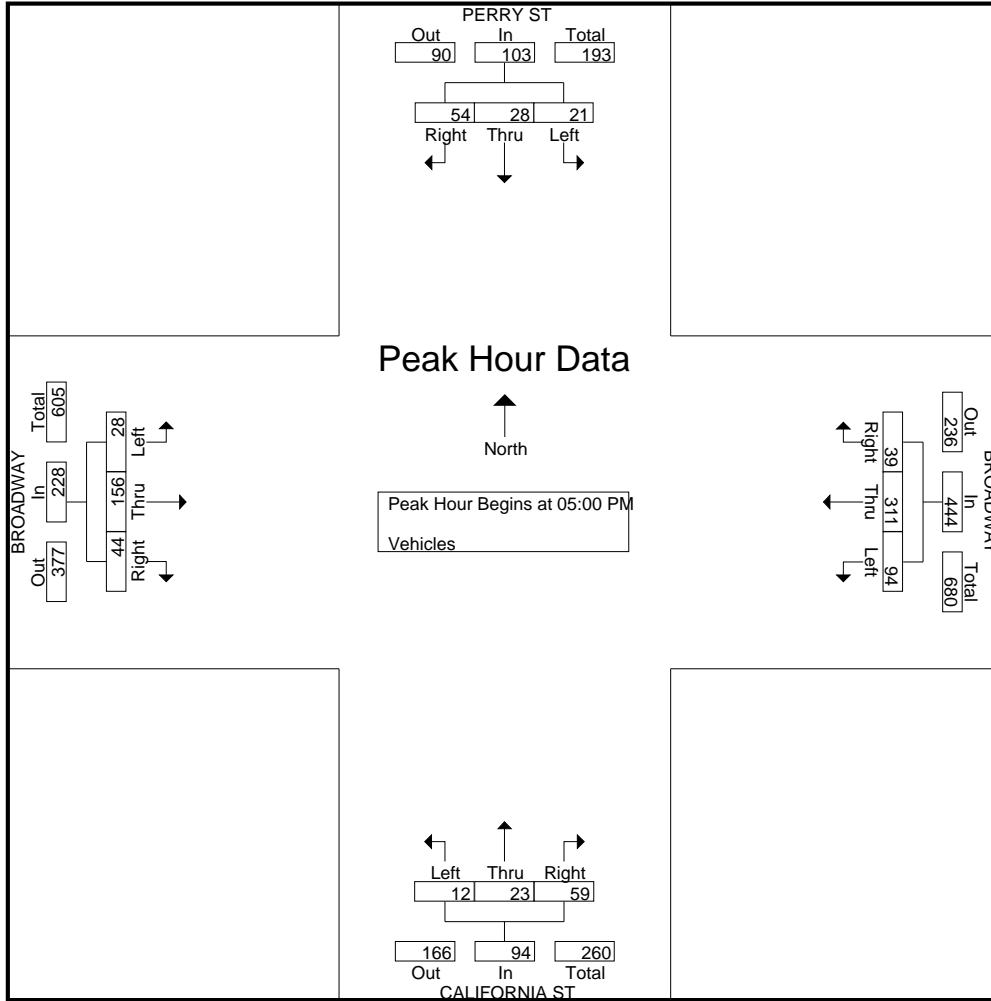 PERRY ST
Out In Total
90 103 193
54 28 21
Right Thru Left
Peak Hour Data
North
Peak Hour Begins at 05:00 PM
Vehicles
BROADWAY
Total In Out
605 228 377
28 156 44
Left Thru Right
Right Thru Left
39 311 94
236 444 680
Out In Total
BROADWAY
Left Thru Right
12 23 59
166 94 260
Out In Total
CALIFORNIA ST